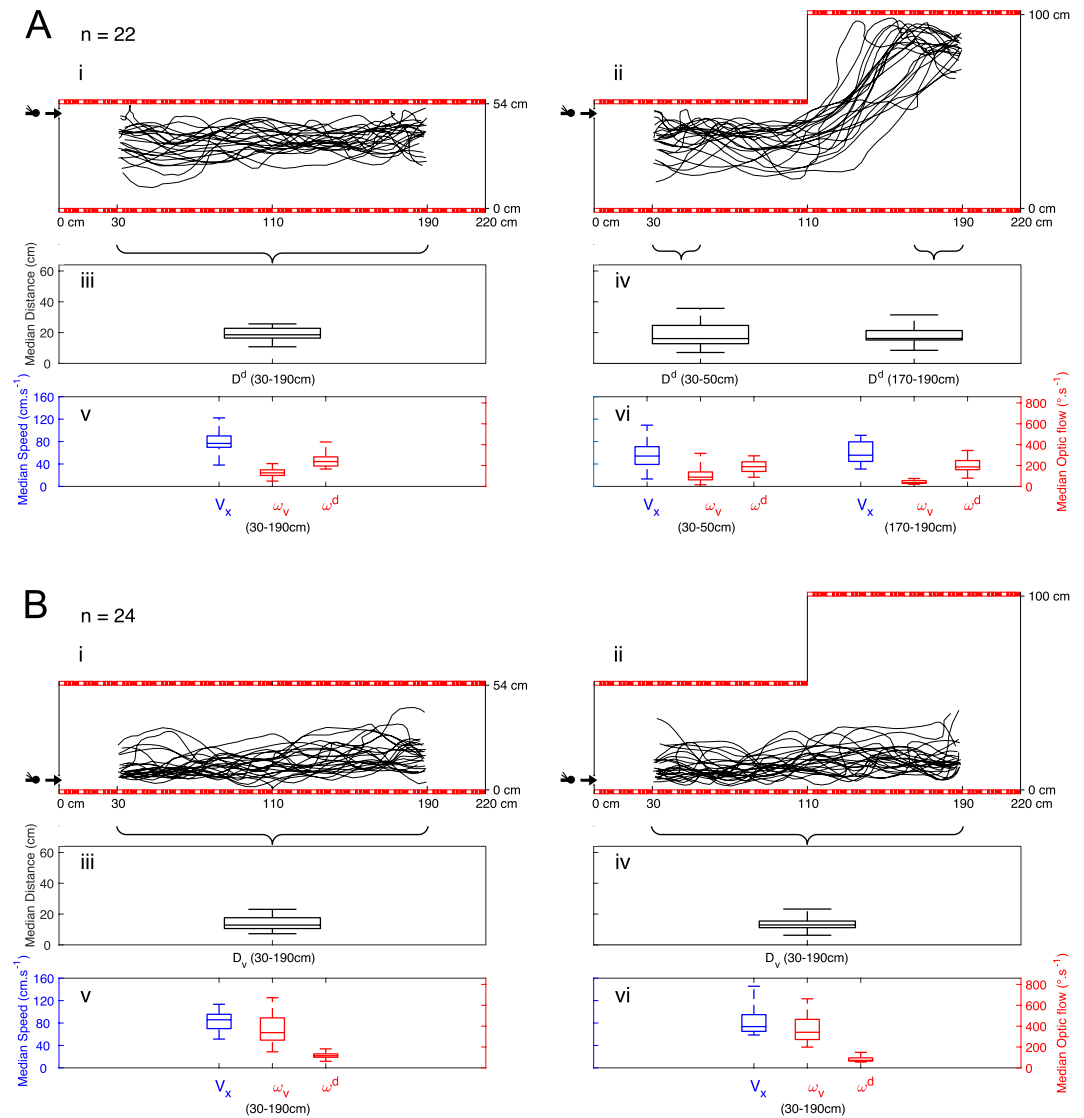 A
n = 22
i
54 cm
0 cm
0 cm 30 110 190 220 cm
ii
100 cm
0 cm
0 cm 30 110 190 220 cm
iii
Median Distance (cm)
60
40
20
0
D^d (30-190cm)
iv
D^d (30-50cm) D^d (170-190cm)
v
Median Speed (cm.s⁻¹)
160
120
80
40
0
V_x ω_v ω^d
(30-190cm)
vi
Median Optic flow (°.s⁻¹)
800
600
400
200
0
V_x ω_v ω^d V_x ω_v ω^d
(30-50cm) (170-190cm)
B
n = 24
i
54 cm
0 cm
0 cm 30 110 190 220 cm
ii
100 cm
0 cm
0 cm 30 110 190 220 cm
iii
Median Distance (cm)
60
40
20
0
D_v (30-190cm)
iv
D_v (30-190cm)
v
Median Speed (cm.s⁻¹)
160
120
80
40
0
V_x ω_v ω^d
(30-190cm)
vi
Median Optic flow (°.s⁻¹)
800
600
400
200
0
V_x ω_v ω^d
(30-190cm)